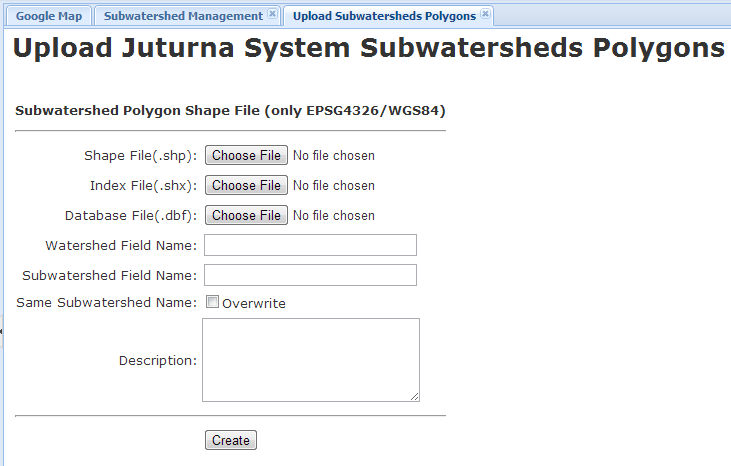 Google Map Subwatershed Management Upload Subwatersheds Polygons
Upload Juturna System Subwatersheds Polygons
Subwatershed Polygon Shape File (only EPSG4326/WGS84)
Shape File(.shp): Choose File No file chosen
Index File(.shx): Choose File No file chosen
Database File(.dbf): Choose File No file chosen
Watershed Field Name:
Subwatershed Field Name:
Same Subwatershed Name: Overwrite
Description:
Create